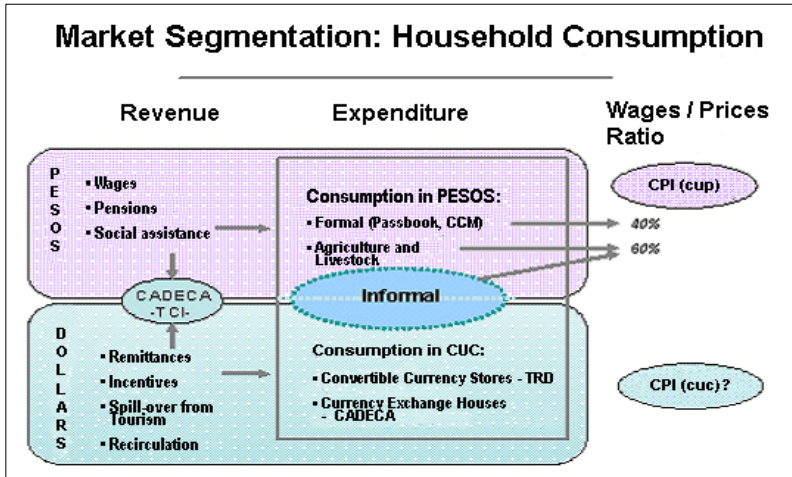 Market Segmentation: Household Consumption
Revenue
Expenditure
Wages / Prices
Ratio
PESOS
▪ Wages
▪ Pensions
▪ Social assistance
Consumption in PESOS:
▪ Formal (Passbook, CCM)
▪ Agriculture and
Livestock
CPI (cup)
40%
60%
CADECA
-TCI-
Informal
DOLLARS
▪ Remittances
▪ Incentives
▪ Spill-over from
Tourism
▪ Recirculation
Consumption in CUC:
▪ Convertible Currency Stores - TRD
▪ Currency Exchange Houses
- CADECA
CPI (cuc)?